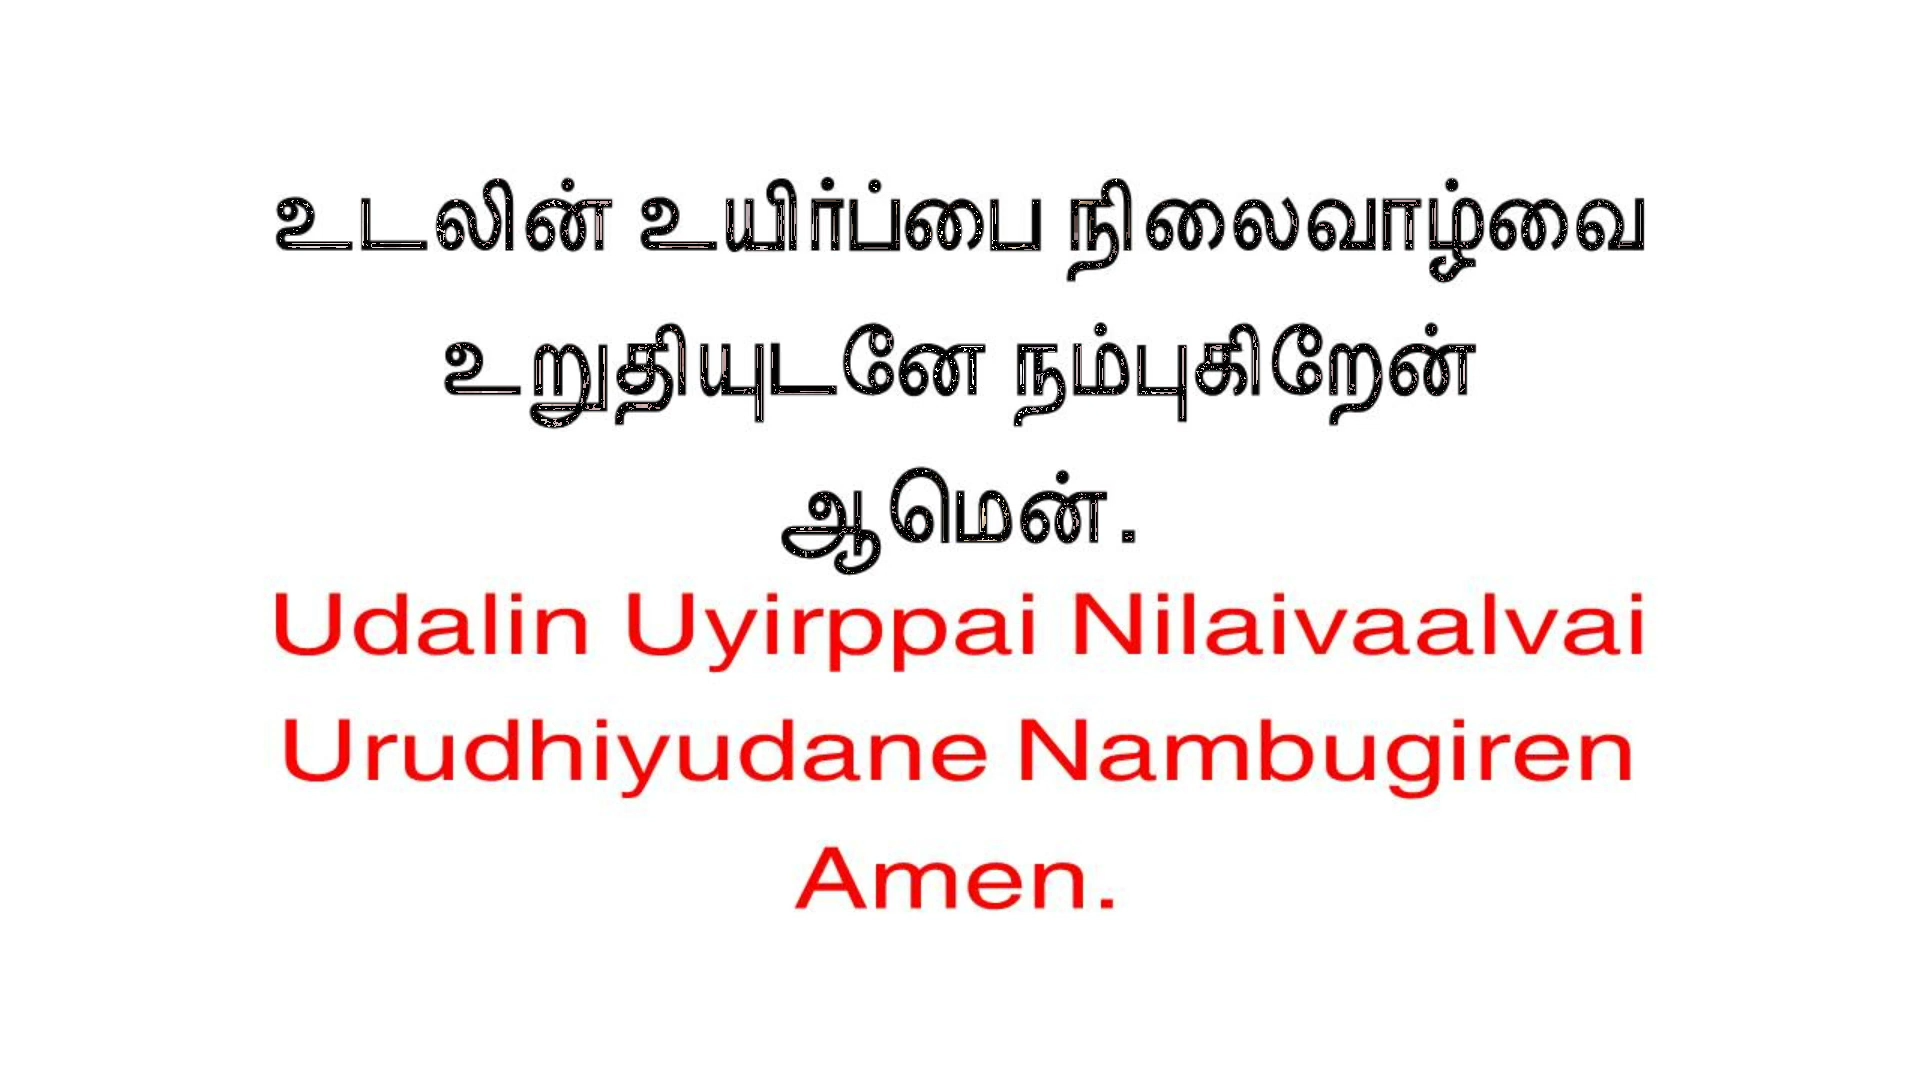 உடலின் உயிர்ப்பை நிலைவாழ்வை
உறுதியுடனே நம்புகிறேன்
ஆமென்.
Udalin Uyirppai Nilaivaalvai
Urudhiyudane Nambugiren
Amen.